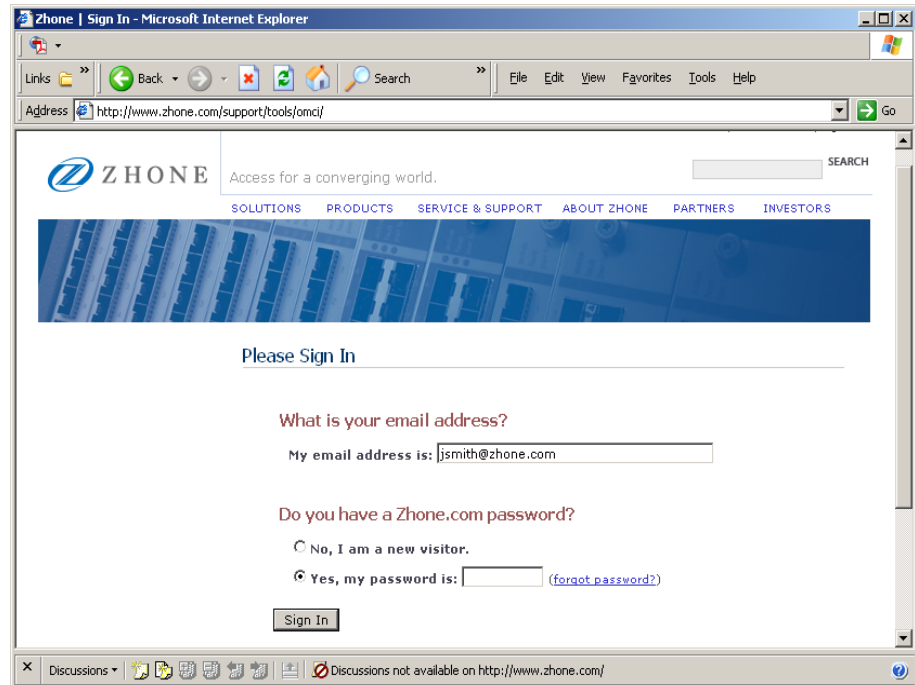 Zhone | Sign In - Microsoft Internet Explorer
Links » Back Search » File Edit View Favorites Tools Help
Address http://www.zhone.com/support/tools/omci/ Go
ZHONE
Access for a converging world.
SEARCH
SOLUTIONS PRODUCTS SERVICE & SUPPORT ABOUT ZHONE PARTNERS INVESTORS
Please Sign In
What is your email address?
My email address is: jsmith@zhone.com
Do you have a Zhone.com password?
No, I am a new visitor.
Yes, my password is: (forgot password?)
Sign In
Discussions Discussions not available on http://www.zhone.com/